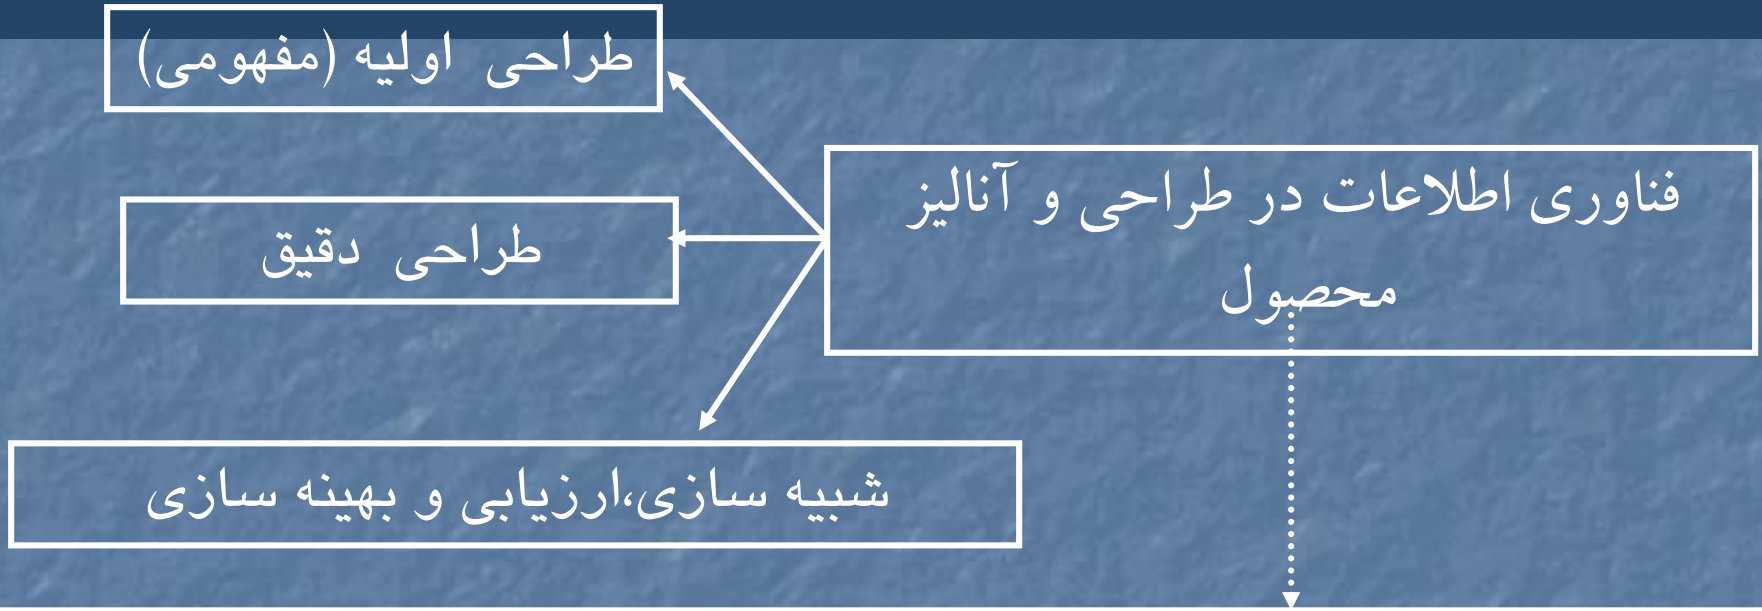 طراحی اولیه (مفهومی)
فناوری اطلاعات در طراحی و آنالیز
محصول
طراحی دقیق
شبیه سازی،ارزیابی و بهینه سازی